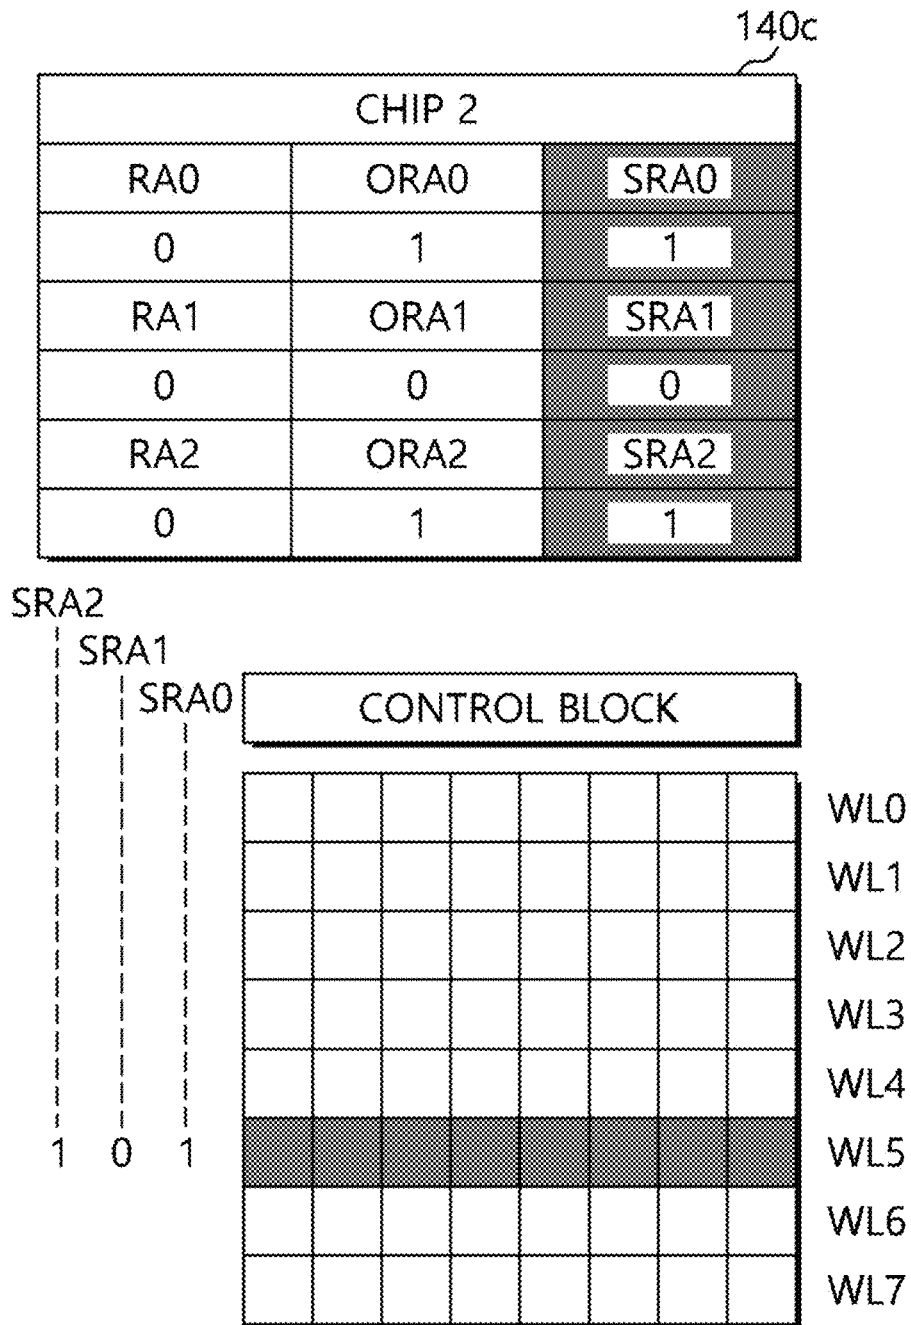 140c
CHIP 2
RA0 ORA0 SRA0
0 1 1
RA1 ORA1 SRA1
0 0 0
RA2 ORA2 SRA2
0 1 1
SRA2
SRA1
SRA0
CONTROL BLOCK
WL0
WL1
WL2
WL3
WL4
1 0 1 WL5
WL6
WL7